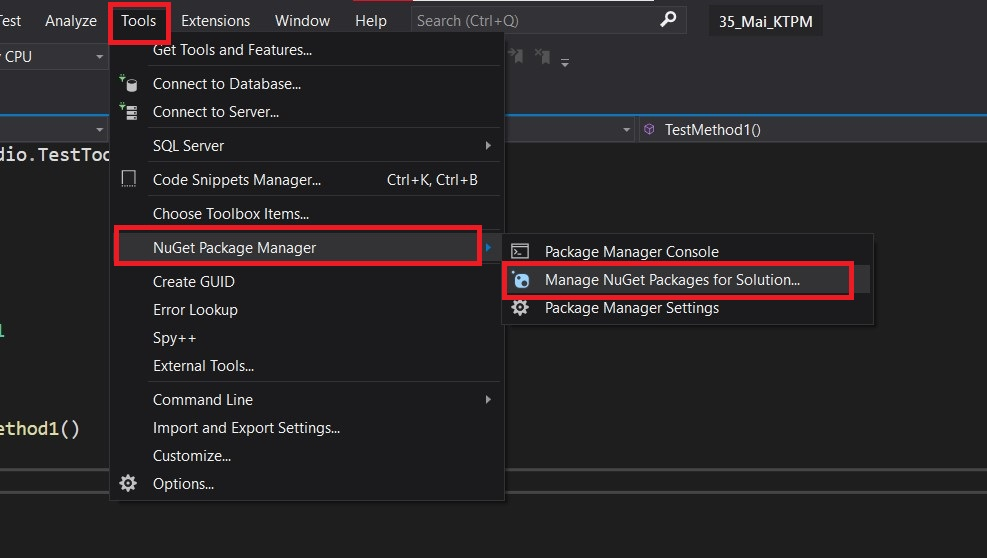 Test Analyze Tools Extensions Window Help Search (Ctrl+Q) 35_Mai_KTPM
CPU
Get Tools and Features...
Connect to Database...
Connect to Server...
TestMethod1()
dio.TestToo
SQL Server
Code Snippets Manager... Ctrl+K, Ctrl+B
Choose Toolbox Items...
NuGet Package Manager
Package Manager Console
Manage NuGet Packages for Solution...
Package Manager Settings
Create GUID
Error Lookup
Spy++
External Tools...
Command Line
Import and Export Settings...
ethod1()
Customize...
Options...